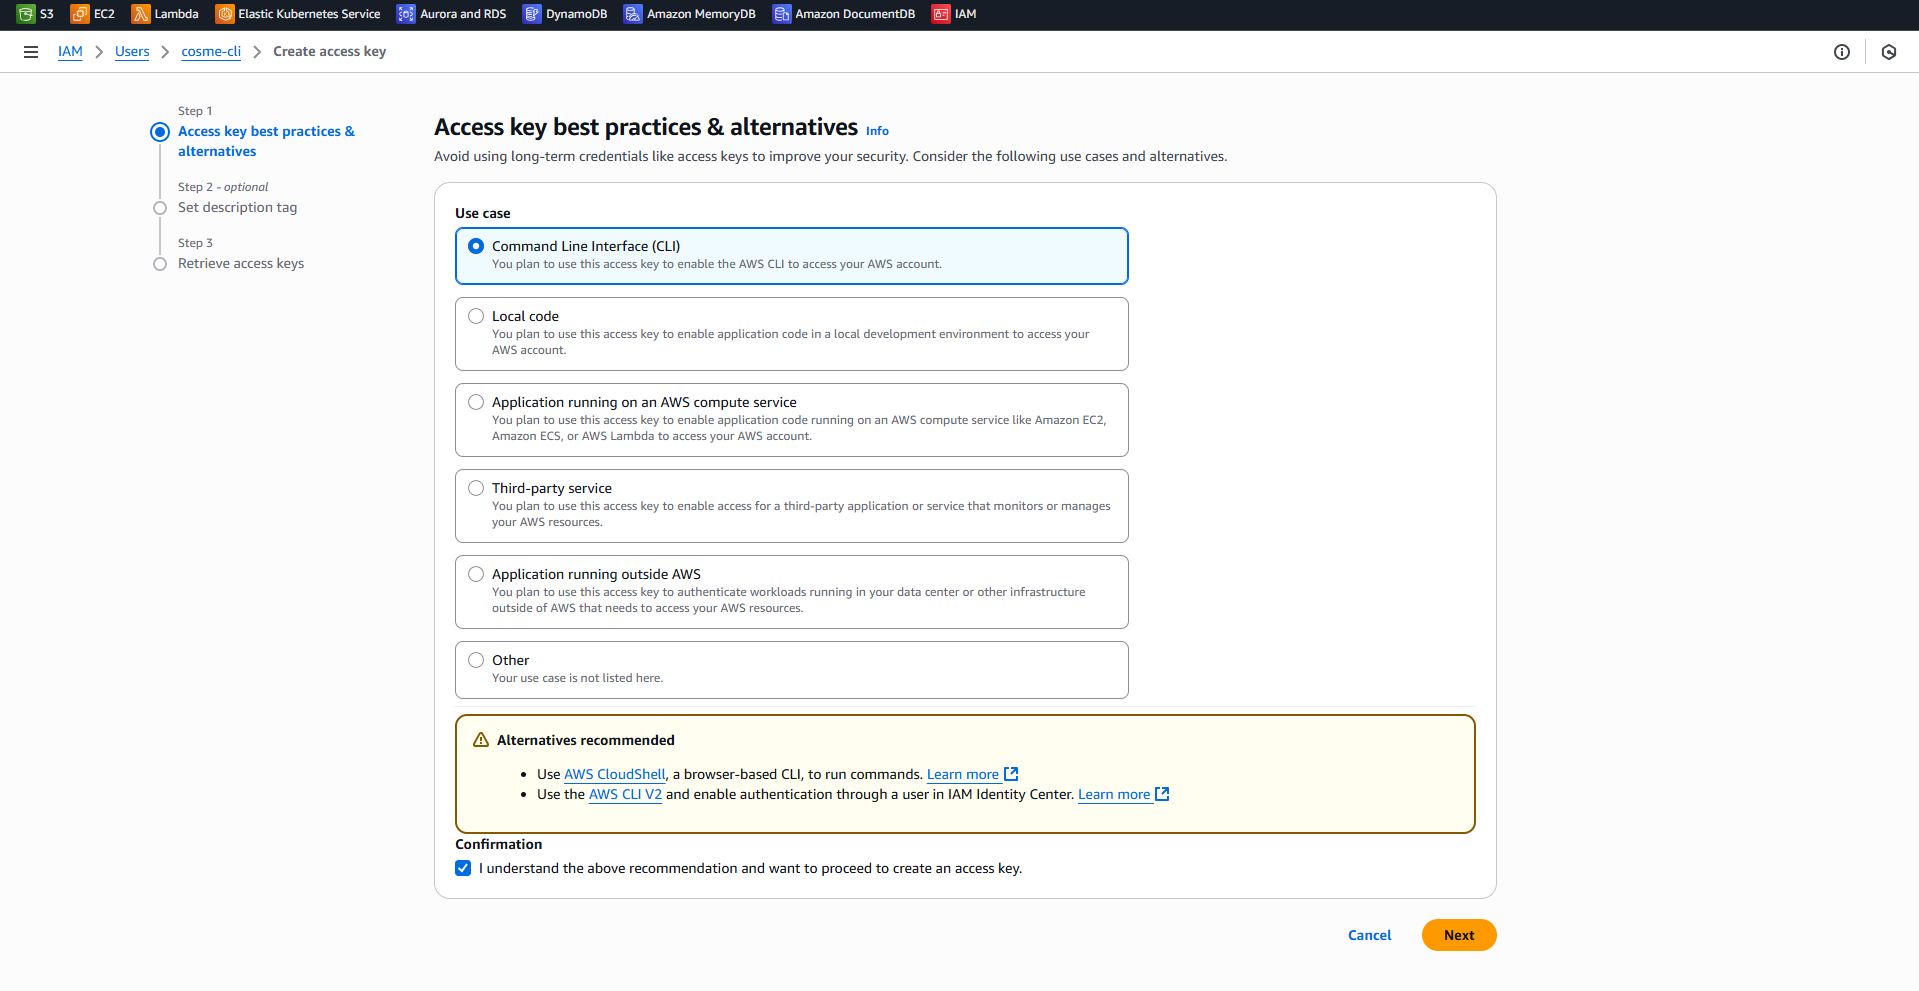 S3 EC2 Lambda Elastic Kubernetes Service Aurora and RDS DynamoDB Amazon MemoryDB Amazon DocumentDB IAM
IAM Users cosme-cli Create access key
Step 1
Access key best practices &
alternatives
Step 2 - optional
Set description tag
Step 3
Retrieve access keys
Access key best practices & alternatives Info
Avoid using long-term credentials like access keys to improve your security. Consider the following use cases and alternatives.
Use case
Command Line Interface (CLI)
You plan to use this access key to enable the AWS CLI to access your AWS account.
Local code
You plan to use this access key to enable application code in a local development environment to access your
AWS account.
Application running on an AWS compute service
You plan to use this access key to enable application code running on an AWS compute service like Amazon EC2,
Amazon ECS, or AWS Lambda to access your AWS account.
Third-party service
You plan to use this access key to enable access for a third-party application or service that monitors or manages
your AWS resources.
Application running outside AWS
You plan to use this access key to authenticate workloads running in your data center or other infrastructure
outside of AWS that needs to access your AWS resources.
Other
Your use case is not listed here.
Alternatives recommended
• Use AWS CloudShell, a browser-based CLI, to run commands. Learn more
• Use the AWS CLI V2 and enable authentication through a user in IAM Identity Center. Learn more
Confirmation
I understand the above recommendation and want to proceed to create an access key.
Cancel Next